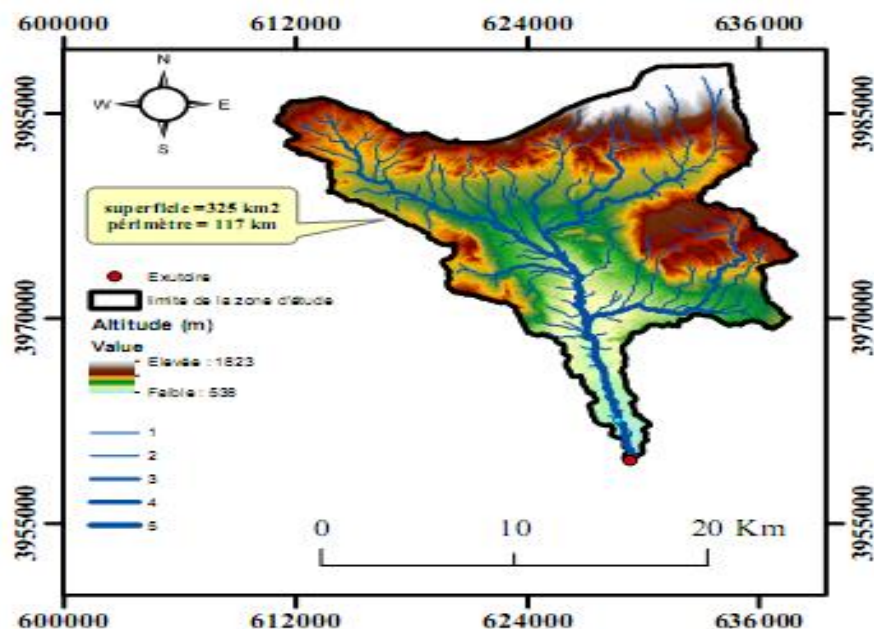 600000 612000 624000 636000
3985000 3985000
N
W E
S
superficie =325 km2
périmètre = 117 km
Exutoire
limite de la zone d'étude
3970000 3970000
Altitude (m)
Value
Elevée : 1623
Faible : 538
1
2
3
4
5
3955000 3955000
0 10 20 Km
600000 612000 624000 636000